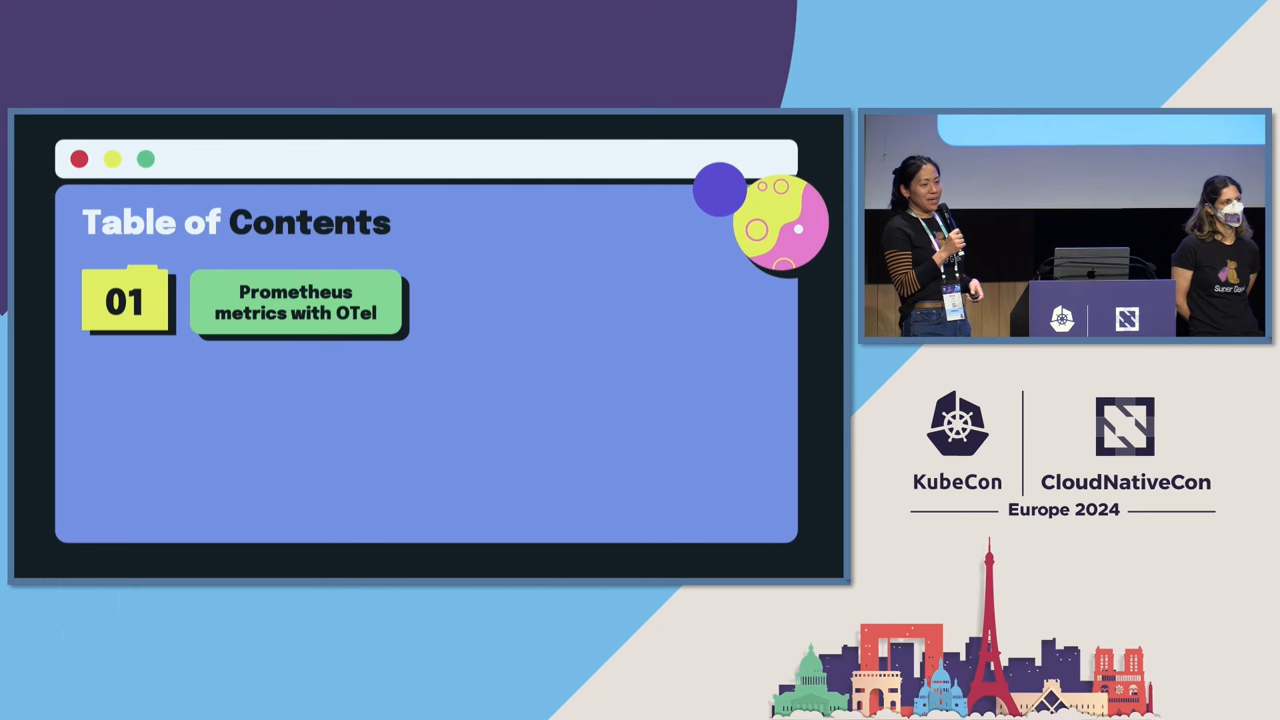 Table of Contents
01
Prometheus
metrics with OTel
KubeCon
CloudNativeCon
Europe 2024